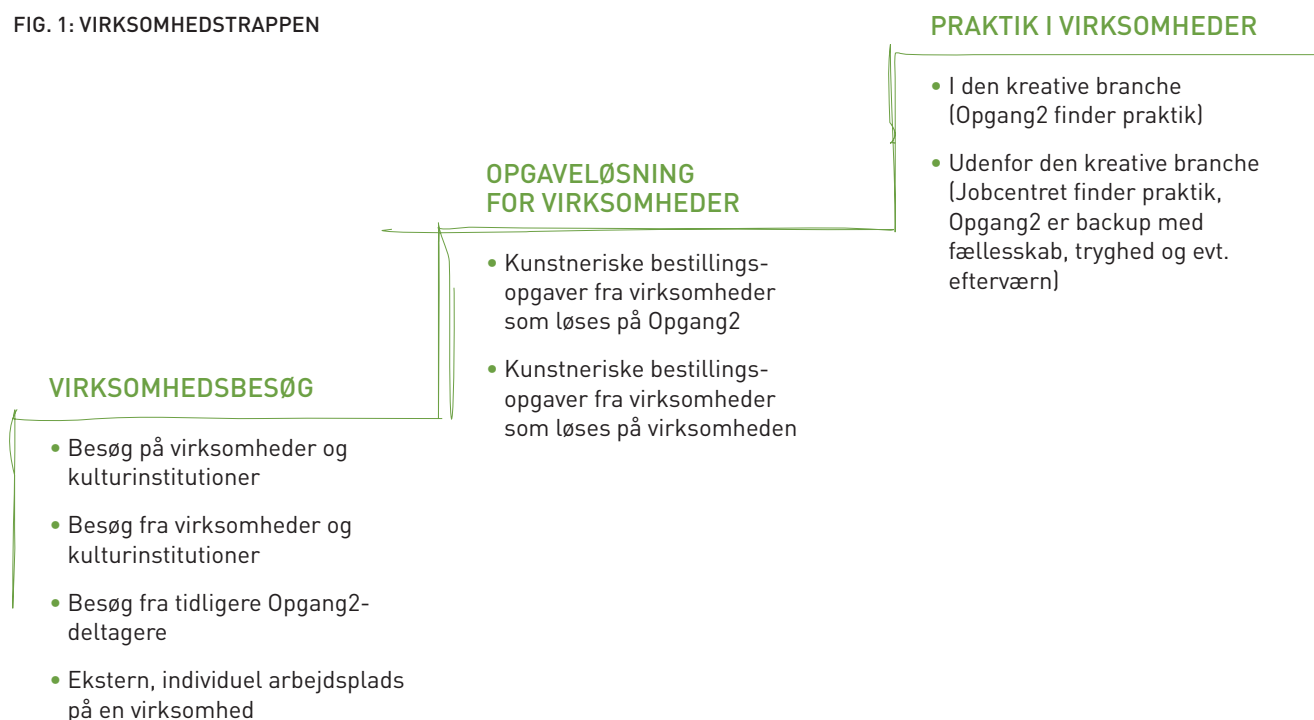 FIG. 1: VIRKSOMHEDSTRAPPEN
PRAKTIK I VIRKSOMHEDER
• I den kreative branche
(Opgang2 finder praktik)
• Udenfor den kreative branche
(Jobcentret finder praktik,
Opgang2 er backup med
fællesskab, tryghed og evt.
efterværn)
OPGAVELØSNING
FOR VIRKSOMHEDER
• Kunstneriske bestillings-
opgaver fra virksomheder
som løses på Opgang2
• Kunstneriske bestillings-
opgaver fra virksomheder
som løses på virksomheden
VIRKSOMHEDSBESØG
• Besøg på virksomheder og
kulturinstitutioner
• Besøg fra virksomheder og
kulturinstitutioner
• Besøg fra tidligere Opgang2-
deltagere
• Ekstern, individuel arbejdsplads
på en virksomhed